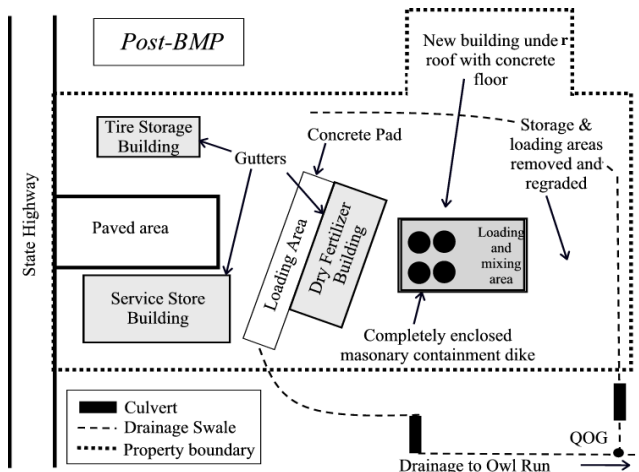 Post-BMP
New building under
roof with concrete
floor
Tire Storage
Building
Gutters
Concrete Pad
Storage &
loading areas
removed and
regraded
State Highway
Paved area
Loading Area
Dry Fertilizer
Building
Loading
and
mixing
area
Service Store
Building
Completely enclosed
masonary containment dike
Culvert
Drainage Swale
Property boundary
QOG
Drainage to Owl Run